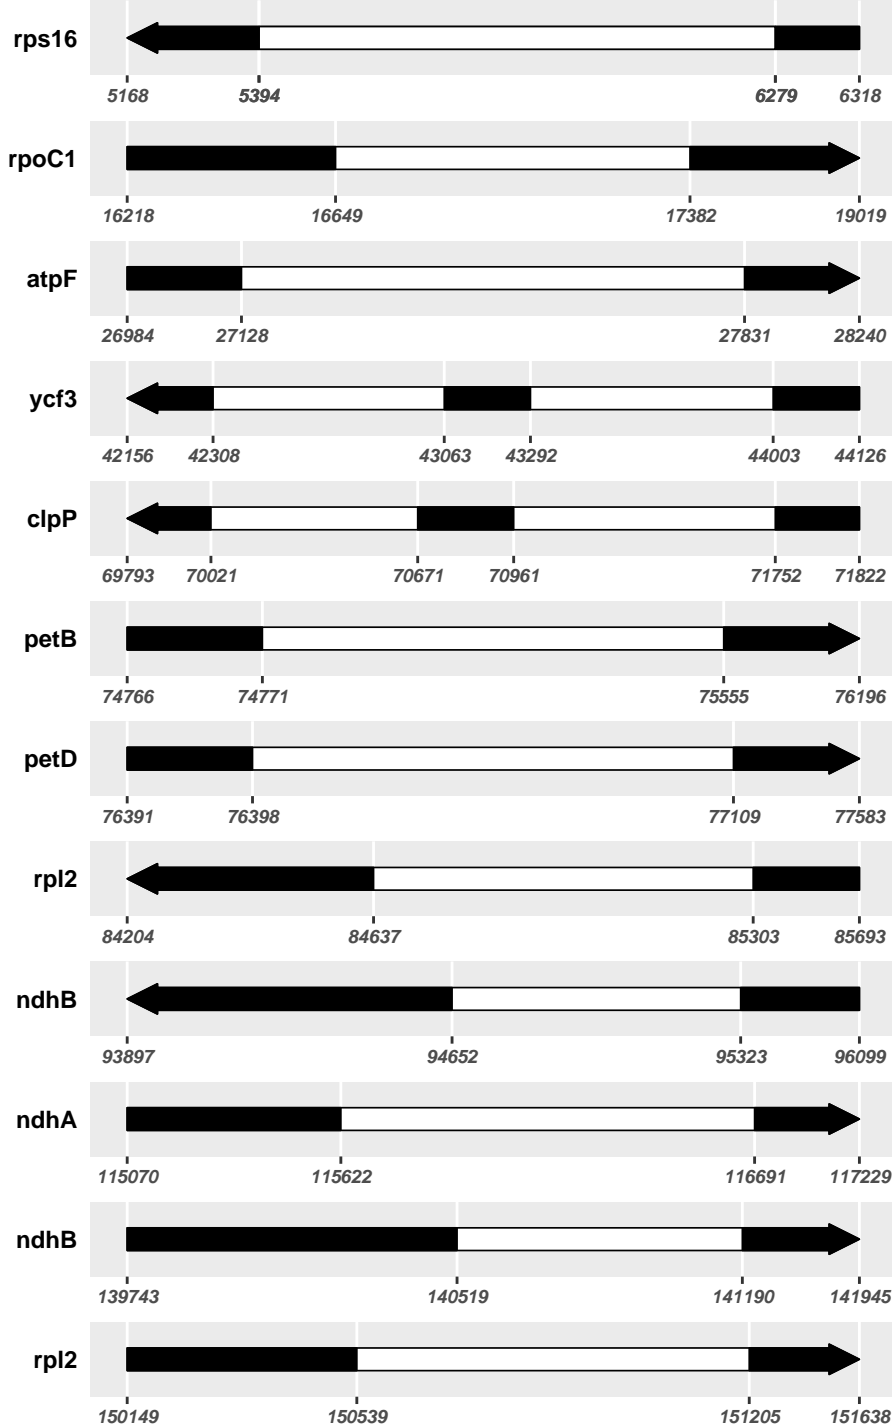 rps16
5168 5394 6279 6318
rpoC1
16218 16649 17382 19019
atpF
26984 27128 27831 28240
ycf3
42156 42308 43063 43292 44003 44126
clpP
69793 70021 70671 70961 71752 71822
petB
74766 74771 75555 76196
petD
76391 76398 77109 77583
rpl2
84204 84637 85303 85693
ndhB
93897 94652 95323 96099
ndhA
115070 115622 116691 117229
ndhB
139743 140519 141190 141945
rpl2
150149 150539 151205 151638